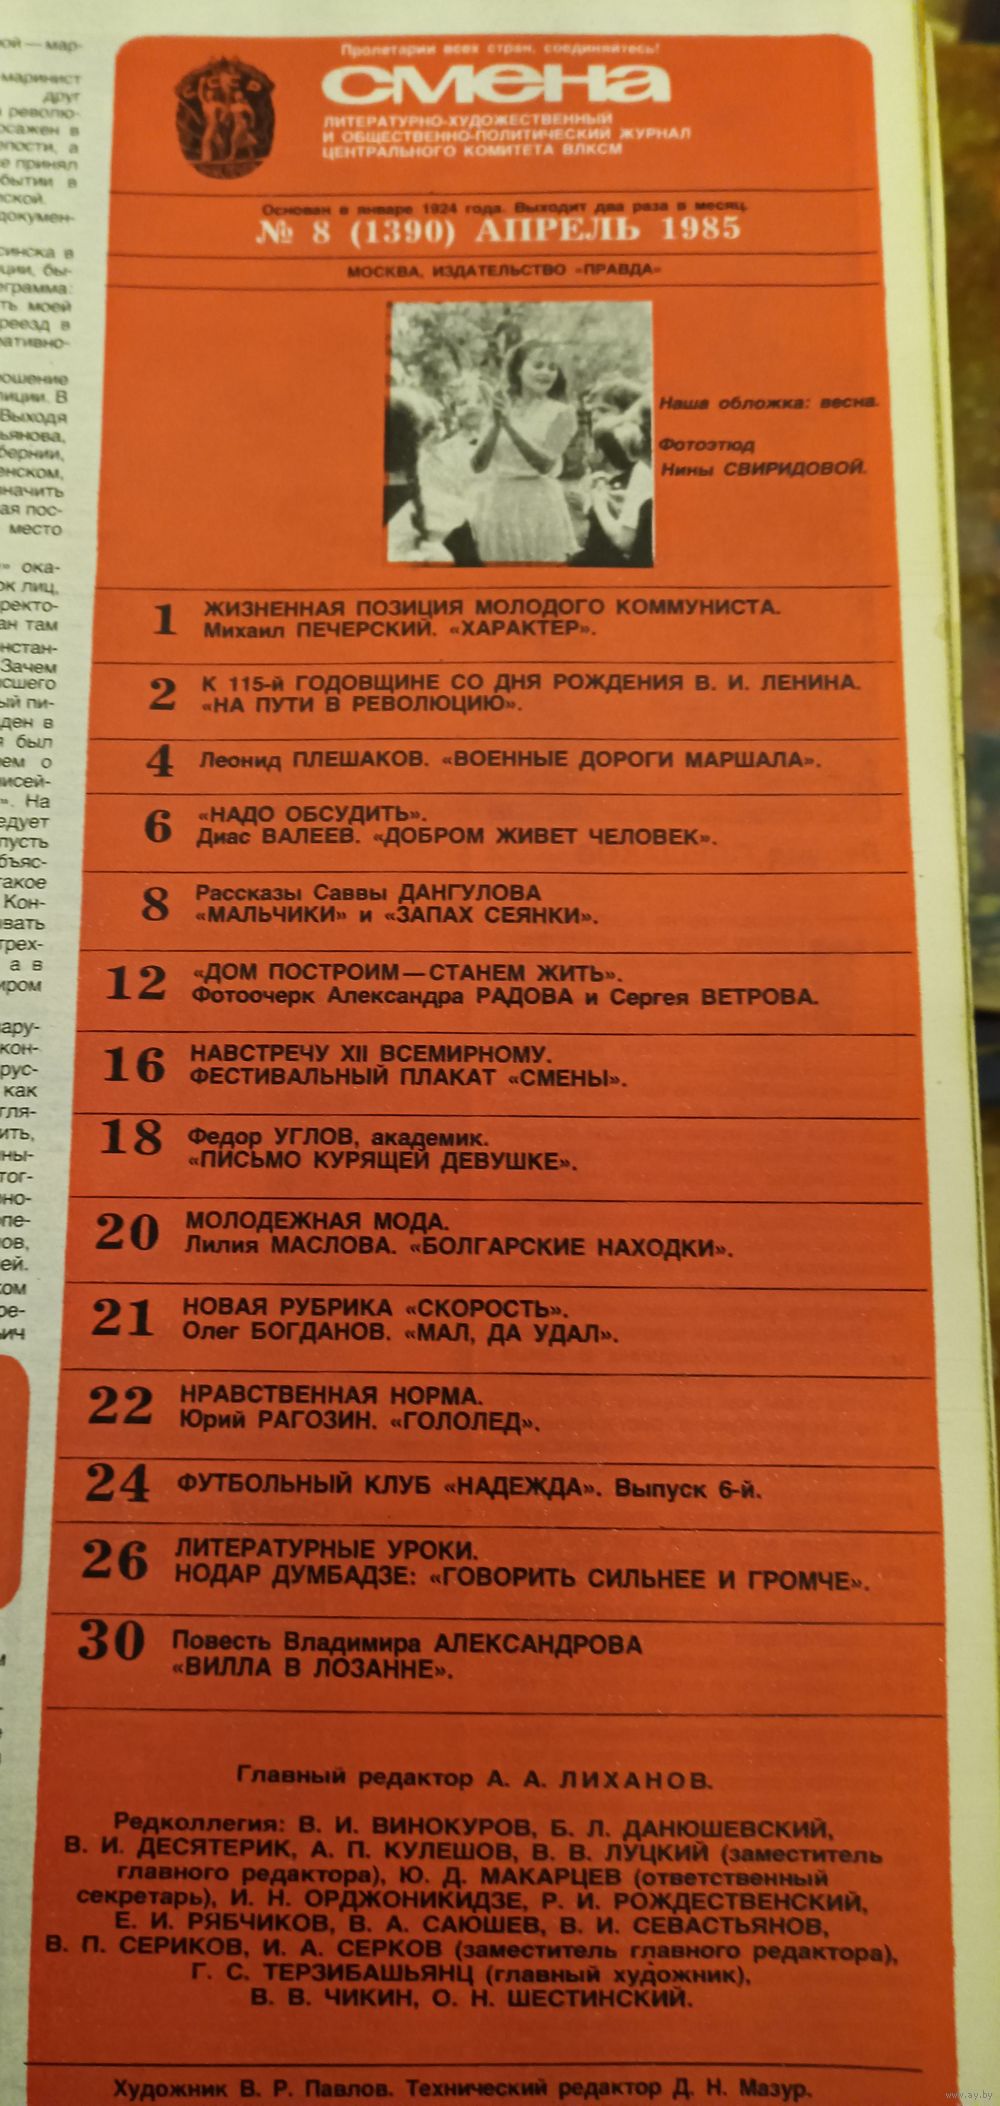 Пролетарии всех стран, соединяйтесь!
смена
ЛИТЕРАТУРНО-ХУДОЖЕСТВЕННЫЙ
И ОБЩЕСТВЕННО-ПОЛИТИЧЕСКИЙ ЖУРНАЛ
ЦЕНТРАЛЬНОГО КОМИТЕТА ВЛКСМ
Основан в январе 1924 года. Выходит два раза в месяц.
№ 8 (1390) АПРЕЛЬ 1985
МОСКВА, ИЗДАТЕЛЬСТВО «ПРАВДА»
Наша обложка: весна.
Фотоэтюд
Нины СВИРИДОВОЙ.
1 ЖИЗНЕННАЯ ПОЗИЦИЯ МОЛОДОГО КОММУНИСТА.
Михаил ПЕЧЕРСКИЙ. «ХАРАКТЕР».
2 К 115-й ГОДОВЩИНЕ СО ДНЯ РОЖДЕНИЯ В. И. ЛЕНИНА.
«НА ПУТИ В РЕВОЛЮЦИЮ».
4 Леонид ПЛЕШАКОВ. «ВОЕННЫЕ ДОРОГИ МАРШАЛА».
6 «НАДО ОБСУДИТЬ».
Диас ВАЛЕЕВ. «ДОБРОМ ЖИВЕТ ЧЕЛОВЕК».
8 Рассказы Саввы ДАНГУЛОВА
«МАЛЬЧИКИ» и «ЗАПАХ СЕЯНКИ».
12 «ДОМ ПОСТРОИМ — СТАНЕМ ЖИТЬ».
Фотоочерк Александра РАДОВА и Сергея ВЕТРОВА.
16 НАВСТРЕЧУ XII ВСЕМИРНОМУ.
ФЕСТИВАЛЬНЫЙ ПЛАКАТ «СМЕНЫ».
18 Федор УГЛОВ, академик.
«ПИСЬМО КУРЯЩЕЙ ДЕВУШКЕ».
20 МОЛОДЕЖНАЯ МОДА.
Лилия МАСЛОВА. «БОЛГАРСКИЕ НАХОДКИ».
21 НОВАЯ РУБРИКА «СКОРОСТЬ».
Олег БОГДАНОВ. «МАЛ, ДА УДАЛ».
22 НРАВСТВЕННАЯ НОРМА.
Юрий РАГОЗИН. «ГОЛОЛЕД».
24 ФУТБОЛЬНЫЙ КЛУБ «НАДЕЖДА». Выпуск 6-й.
26 ЛИТЕРАТУРНЫЕ УРОКИ.
НОДАР ДУМБАДЗЕ: «ГОВОРИТЬ СИЛЬНЕЕ И ГРОМЧЕ».
30 Повесть Владимира АЛЕКСАНДРОВА
«ВИЛЛА В ЛОЗАННЕ».
Главный редактор А. А. ЛИХАНОВ.
Редколлегия: В. И. ВИНОКУРОВ, Б. Л. ДАНЮШЕВСКИЙ,
В. И. ДЕСЯТЕРИК, А. П. КУЛЕШОВ, В. В. ЛУЦКИЙ (заместитель
главного редактора), Ю. Д. МАКАРЦЕВ (ответственный
секретарь), И. Н. ОРДЖОНИКИДЗЕ, Р. И. РОЖДЕСТВЕНСКИЙ,
Е. И. РЯБЧИКОВ, В. А. САЮШЕВ, В. И. СЕВАСТЬЯНОВ,
В. П. СЕРИКОВ, И. А. СЕРКОВ (заместитель главного редактора),
Г. С. ТЕРЗИБАШЬЯНЦ (главный художник),
В. В. ЧИКИН, О. Н. ШЕСТИНСКИЙ.
Художник В. Р. Павлов. Технический редактор Д. Н. Мазур.
www.ay.by